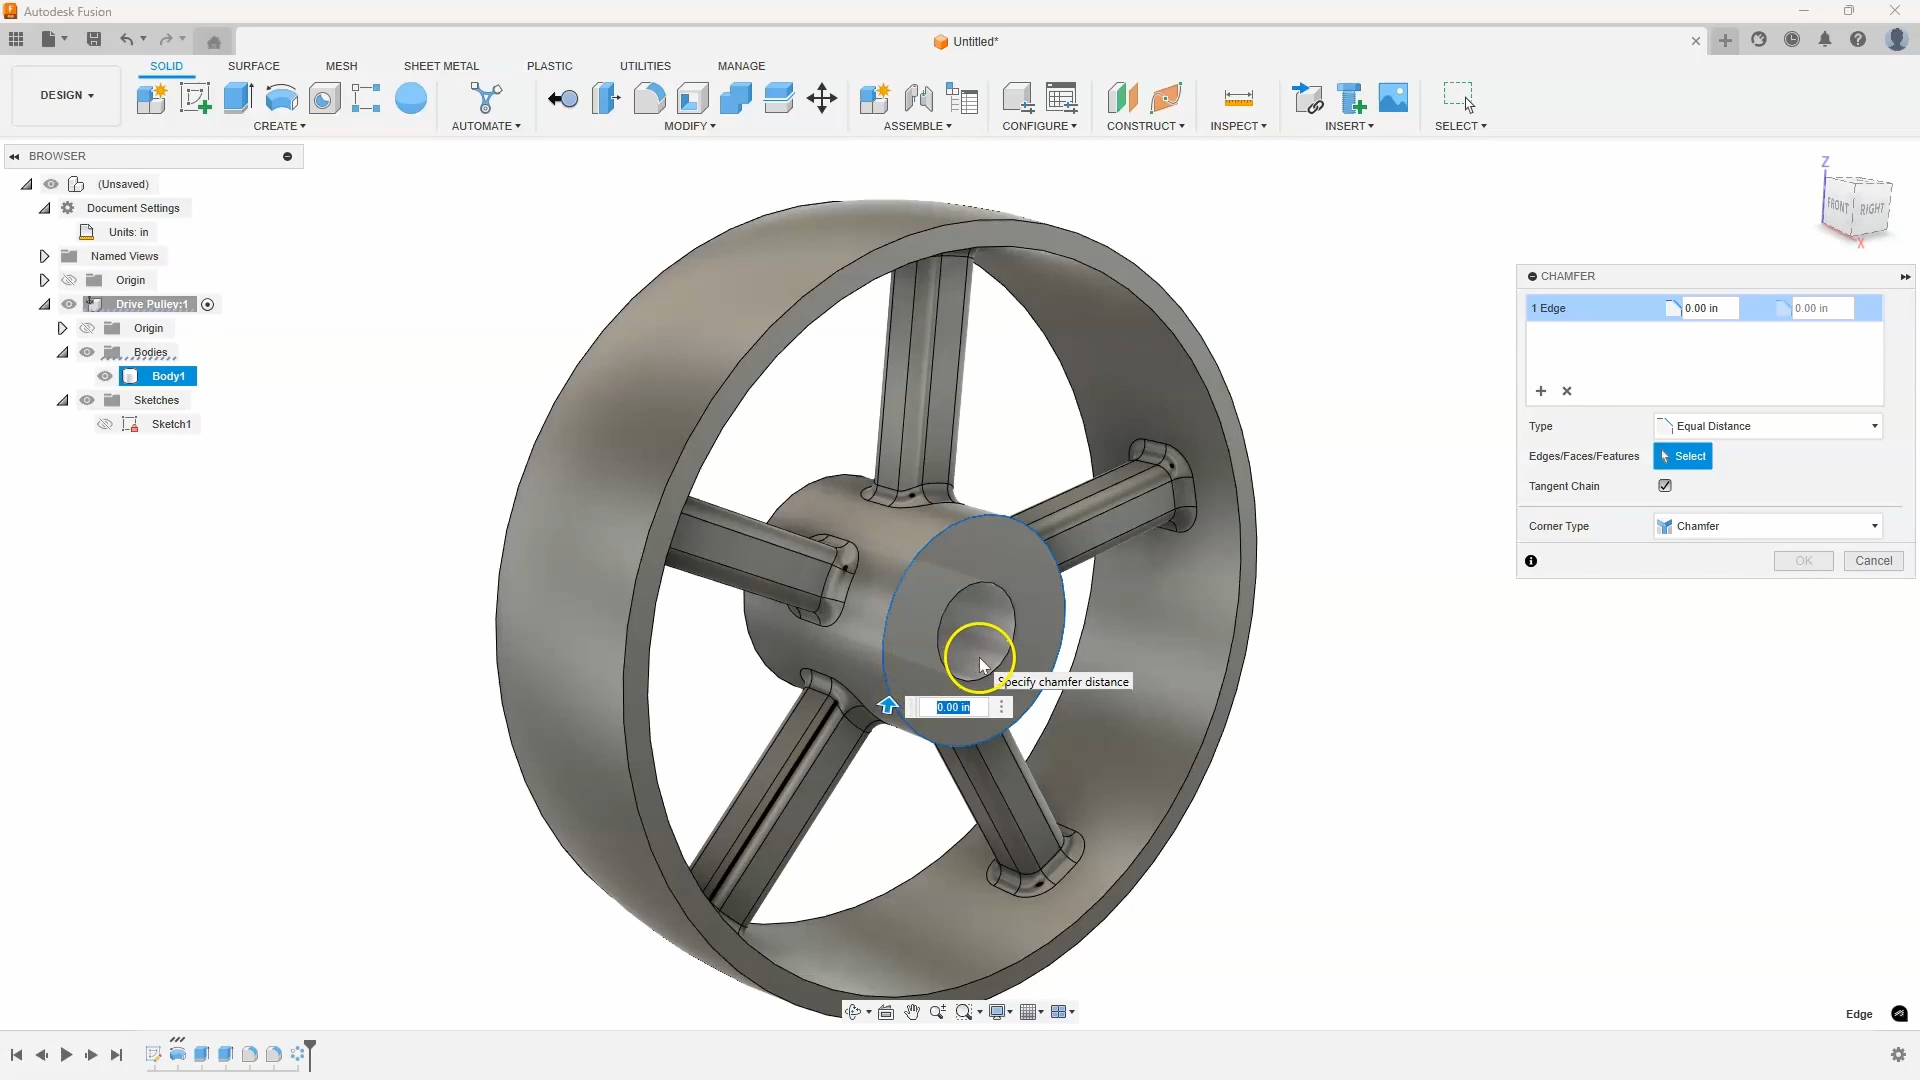 Autodesk Fusion
Untitled*
DESIGN
SOLID
SURFACE
MESH
SHEET METAL
PLASTIC
UTILITIES
MANAGE
CREATE
AUTOMATE
MODIFY
ASSEMBLE
CONFIGURE
CONSTRUCT
INSPECT
INSERT
SELECT
BROWSER
(Unsaved)
Document Settings
Units: in
Named Views
Origin
Drive Pulley:1
Origin
Bodies
Body1
Sketches
Sketch1
Z
FRONT
RIGHT
X
CHAMFER
1 Edge
0.00 in
0.00 in
Type
Equal Distance
Edges/Faces/Features
Select
Tangent Chain
Corner Type
Chamfer
OK
Cancel
Specify chamfer distance
0.00 in
Edge